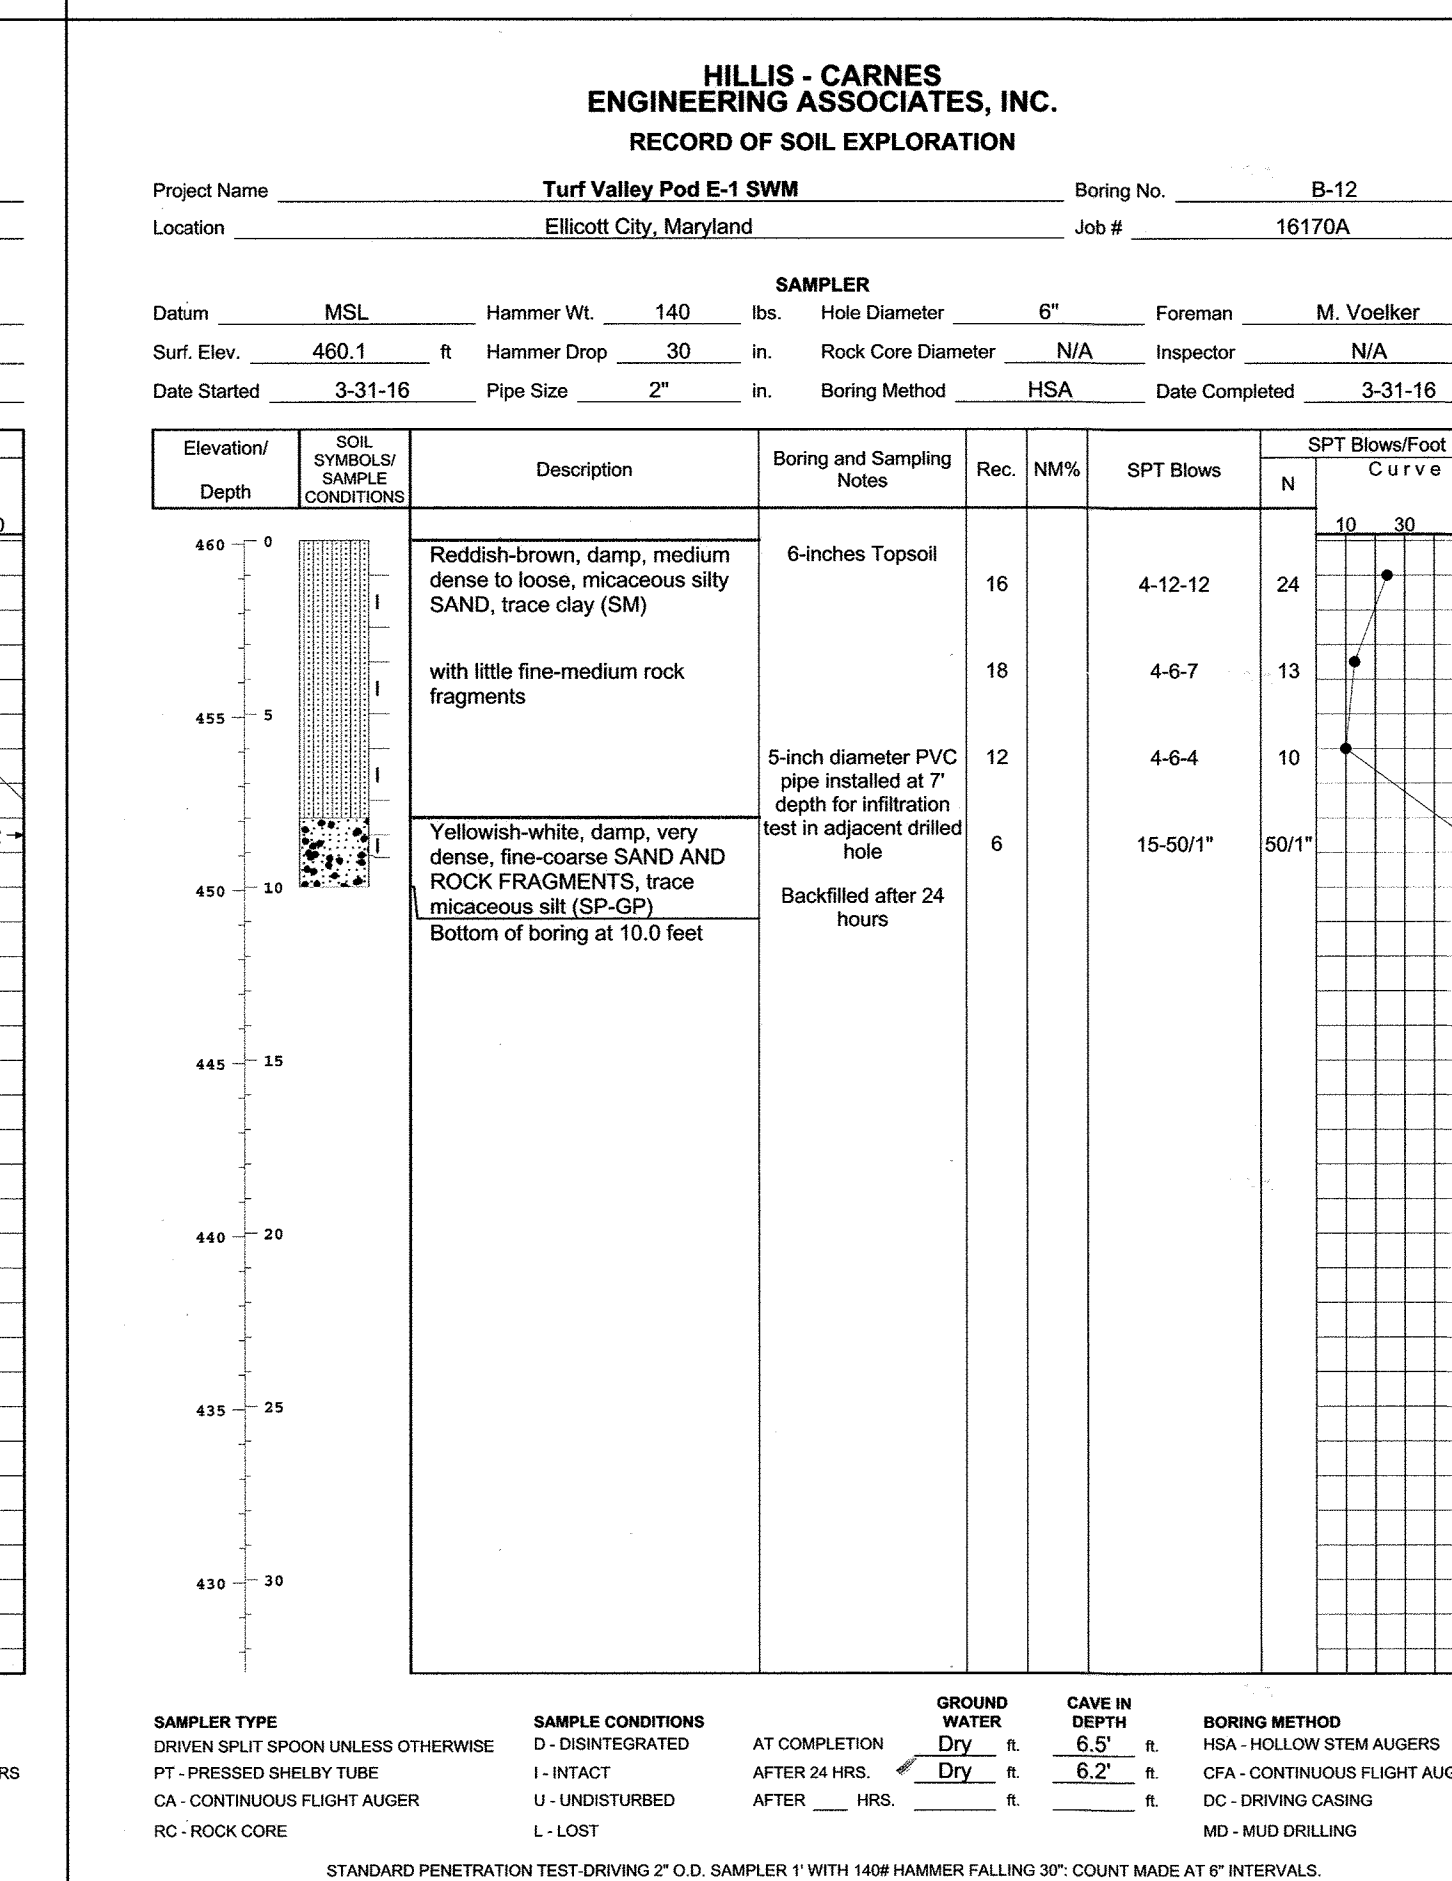 HILLIS - CARNES
ENGINEERING ASSOCIATES, INC.
RECORD OF SOIL EXPLORATION
Project Name Turf Valley Pod E-1 SWM Boring No. B-12
Location Ellicott City, Maryland Job # 16170A
SAMPLER
Datum MSL Hammer Wt. 140 lbs. Hole Diameter 6" Foreman M. Voelker
Surf. Elev. 460.1 ft Hammer Drop 30 in. Rock Core Diameter N/A Inspector N/A
Date Started 3-31-16 Pipe Size 2" in. Boring Method HSA Date Completed 3-31-16
Elevation/
Depth
SOIL
SYMBOLS/
SAMPLE
CONDITIONS
Description
Boring and Sampling
Notes
Rec.
NM%
SPT Blows
SPT Blows/Foot
Curve
N
10 30
460 0
Reddish-brown, damp, medium
dense to loose, micaceous silty
SAND, trace clay (SM)
6-inches Topsoil
I
16 4-12-12 24
with little fine-medium rock
fragments
I
18 4-6-7 13
455 5
5-inch diameter PVC
pipe installed at 7'
depth for infiltration
test in adjacent drilled
hole
I
12 4-6-4 10
Yellowish-white, damp, very
dense, fine-coarse SAND AND
ROCK FRAGMENTS, trace
micaceous silt (SP-GP)
I
6 15-50/1" 50/1"
450 10
Backfilled after 24
hours
Bottom of boring at 10.0 feet
445 15
440 20
435 25
430 30
SAMPLER TYPE
DRIVEN SPLIT SPOON UNLESS OTHERWISE
PT - PRESSED SHELBY TUBE
CA - CONTINUOUS FLIGHT AUGER
RC - ROCK CORE
SAMPLE CONDITIONS
D - DISINTEGRATED
I - INTACT
U - UNDISTURBED
L - LOST
GROUND
WATER
CAVE IN
DEPTH
AT COMPLETION Dry ft. 6.5' ft.
AFTER 24 HRS. Dry ft. 6.2' ft.
AFTER ____ HRS. ft. ft.
BORING METHOD
HSA - HOLLOW STEM AUGERS
CFA - CONTINUOUS FLIGHT AUG
DC - DRIVING CASING
MD - MUD DRILLING
STANDARD PENETRATION TEST-DRIVING 2" O.D. SAMPLER 1' WITH 140# HAMMER FALLING 30": COUNT MADE AT 6" INTERVALS.
RS